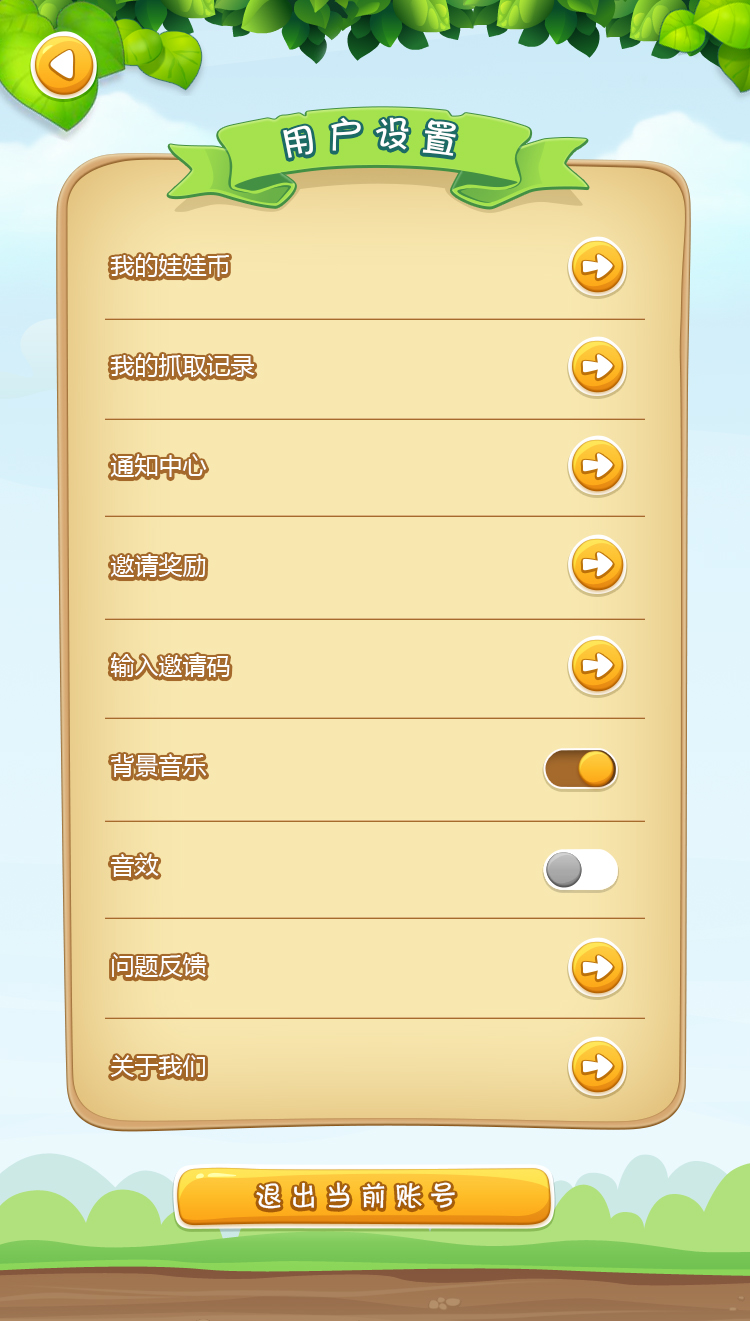 用户设置
我的娃娃币
我的抓取记录
通知中心
邀请奖励
输入邀请码
背景音乐
音效
问题反馈
关于我们
退出当前账号